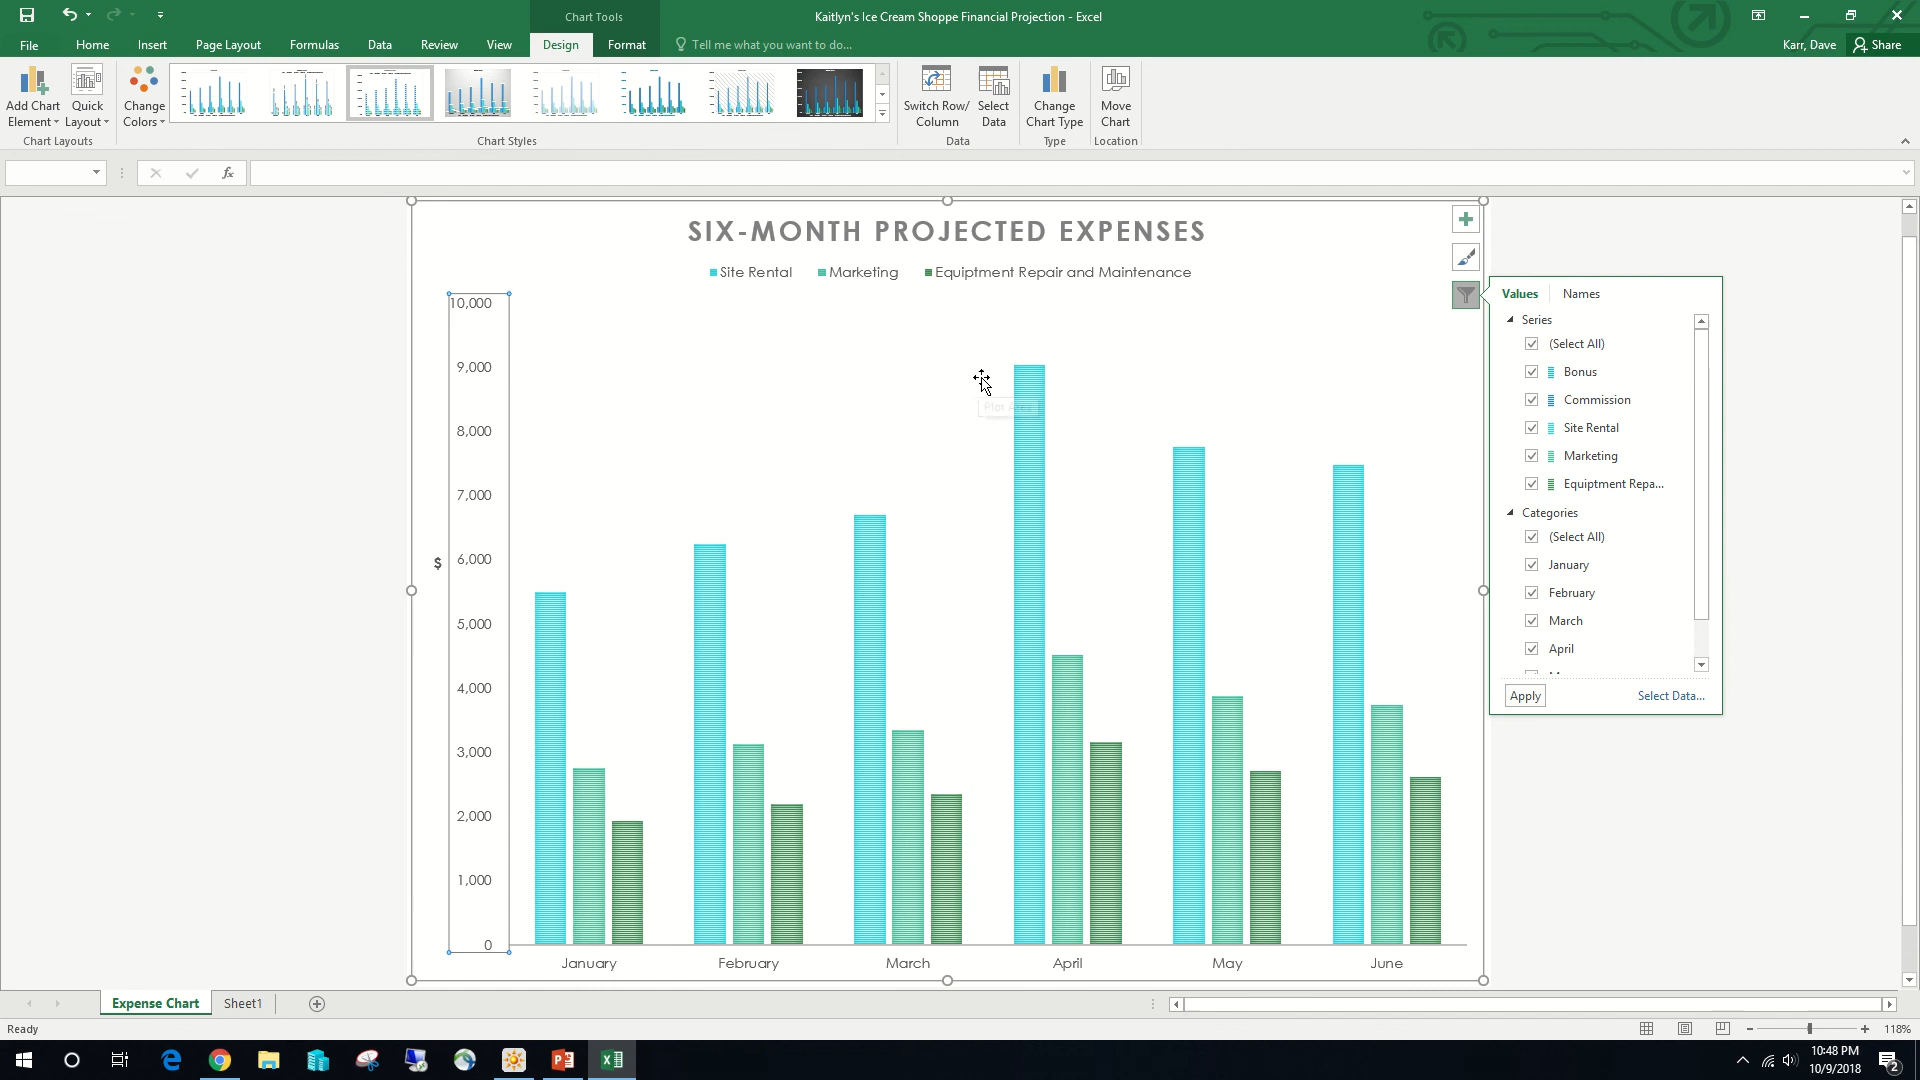 Chart Tools
Kaitlyn's Ice Cream Shoppe Financial Projection - Excel
File Home Insert Page Layout Formulas Data Review View Design Format Tell me what you want to do... Karr, Dave Share
Add Chart Element
Quick Layout
Change Colors
Switch Row/ Column
Select Data
Change Chart Type
Move Chart
Chart Layouts Chart Styles Data Type Location
fx
SIX-MONTH PROJECTED EXPENSES
Site Rental Marketing Equiptment Repair and Maintenance
10,000
9,000
8,000
7,000
6,000
5,000
4,000
3,000
2,000
1,000
0
$
Plot Area
January February March April May June
Values Names
Series
(Select All)
Bonus
Commission
Site Rental
Marketing
Equiptment Repa...
Categories
(Select All)
January
February
March
April
Apply Select Data...
Expense Chart Sheet1
Ready
118%
10:48 PM
10/9/2018
2